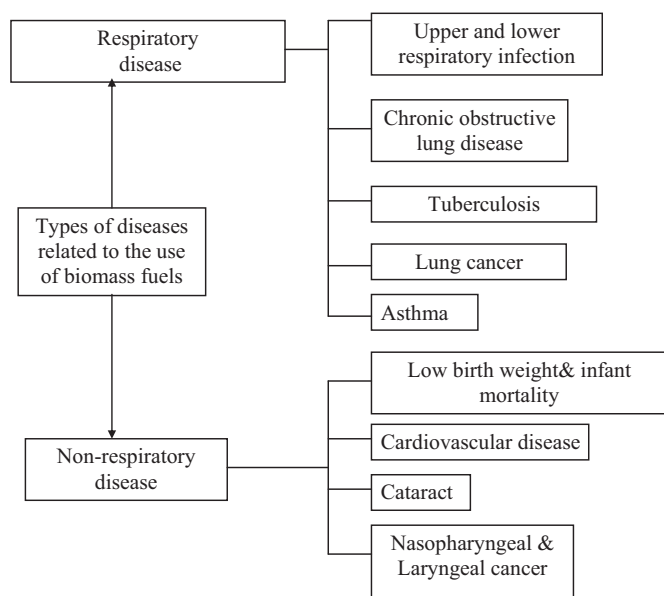 Respiratory
disease
Upper and lower
respiratory infection
Chronic obstructive
lung disease
Tuberculosis
Types of diseases
related to the use
of biomass fuels
Lung cancer
Asthma
Low birth weight& infant
mortality
Non-respiratory
disease
Cardiovascular disease
Cataract
Nasopharyngeal &
Laryngeal cancer